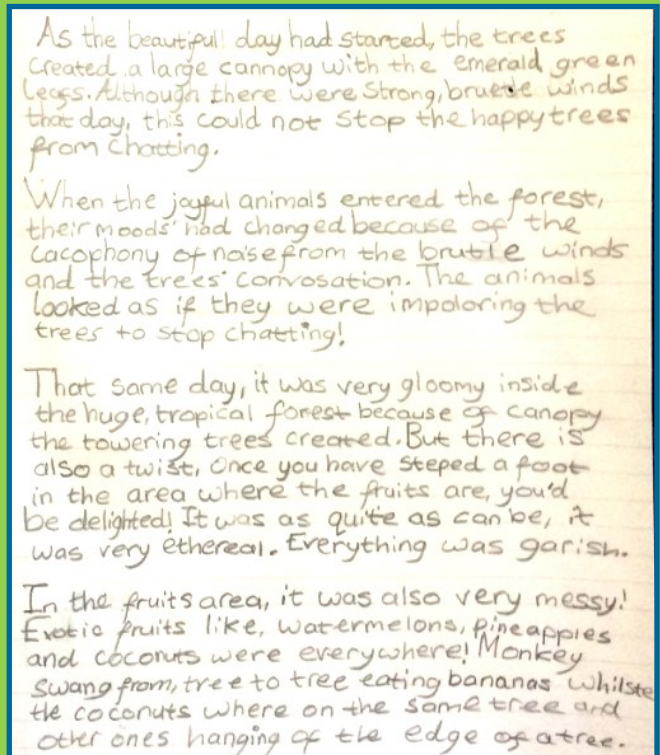 As the beautifull day had started, the trees
created a large cannopy with the emerald green
leafs. Although there were strong, bruete winds
that day, this could not stop the happy trees
from chatting.
When the joyful animals entered the forest,
their moods' had changed because of the
cacophony of noise from the brutle winds
and the trees' convosation. The animals
looked as if they were impoloring the
trees to stop chatting!
That same day, it was very gloomy inside
the huge, tropical forest because of canopy
the towering trees created. But there is
also a twist, Once you have steped a foot
in the area where the fruits are, you'd
be delighted! It was as quite as can be, it
was very ethereal. Everything was garish.
In the fruits area, it was also very messy!
Exotic fruits like, watermelons, pineapples
and coconuts were everywhere! Monkey
swang from, tree to tree eating bananas whilste
the coconuts where on the same tree and
other ones hanging of the edge of a tree.